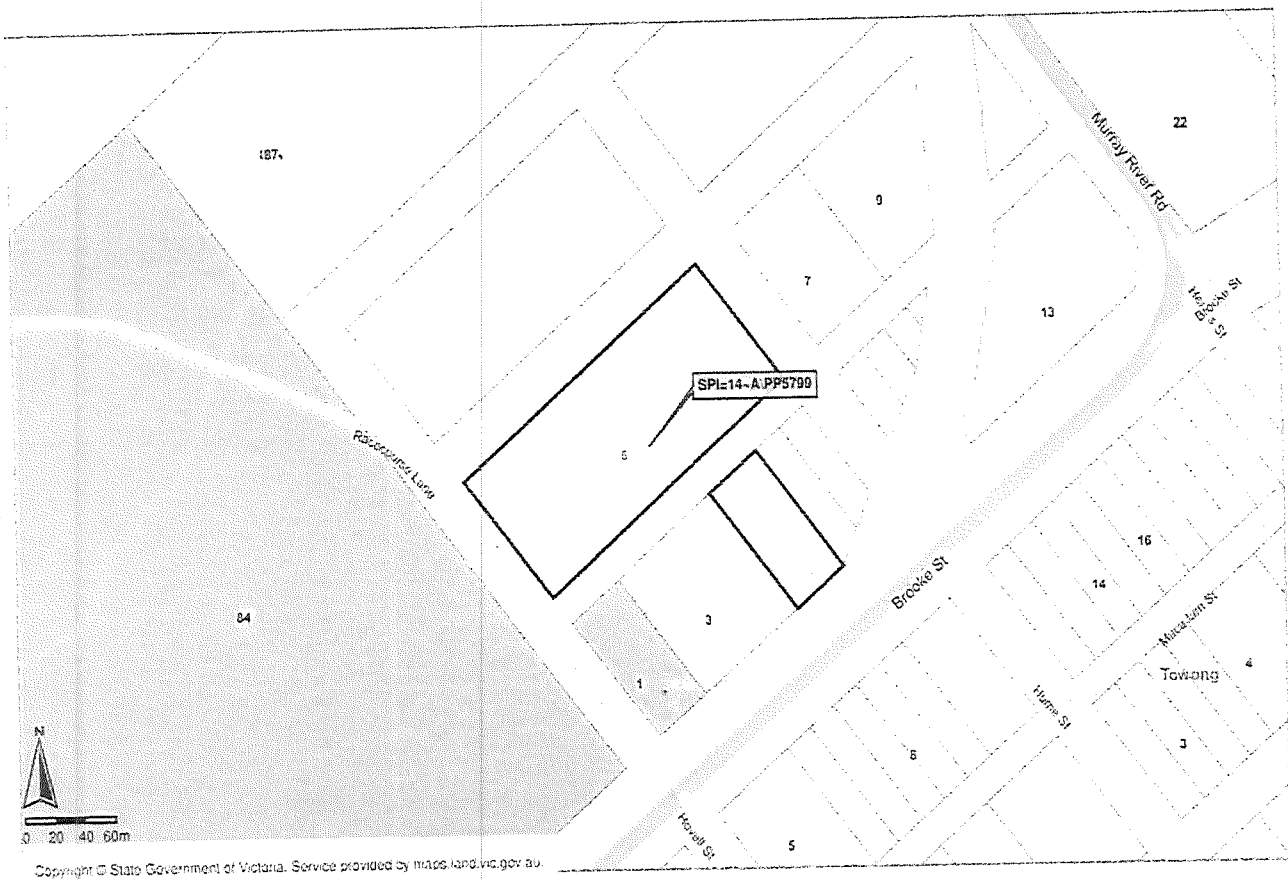 22
187
Murray River Rd
9
7
13
Brooke St
SPI=14~A\PP5799
Racecourse Lane
16
Brooke St
14
84
3
4
Towong
1
Hume St
3
N
0 20 40 60m
Hovell St
5
Copyright © State Government of Victoria. Service provided by maps.land.vic.gov.au.